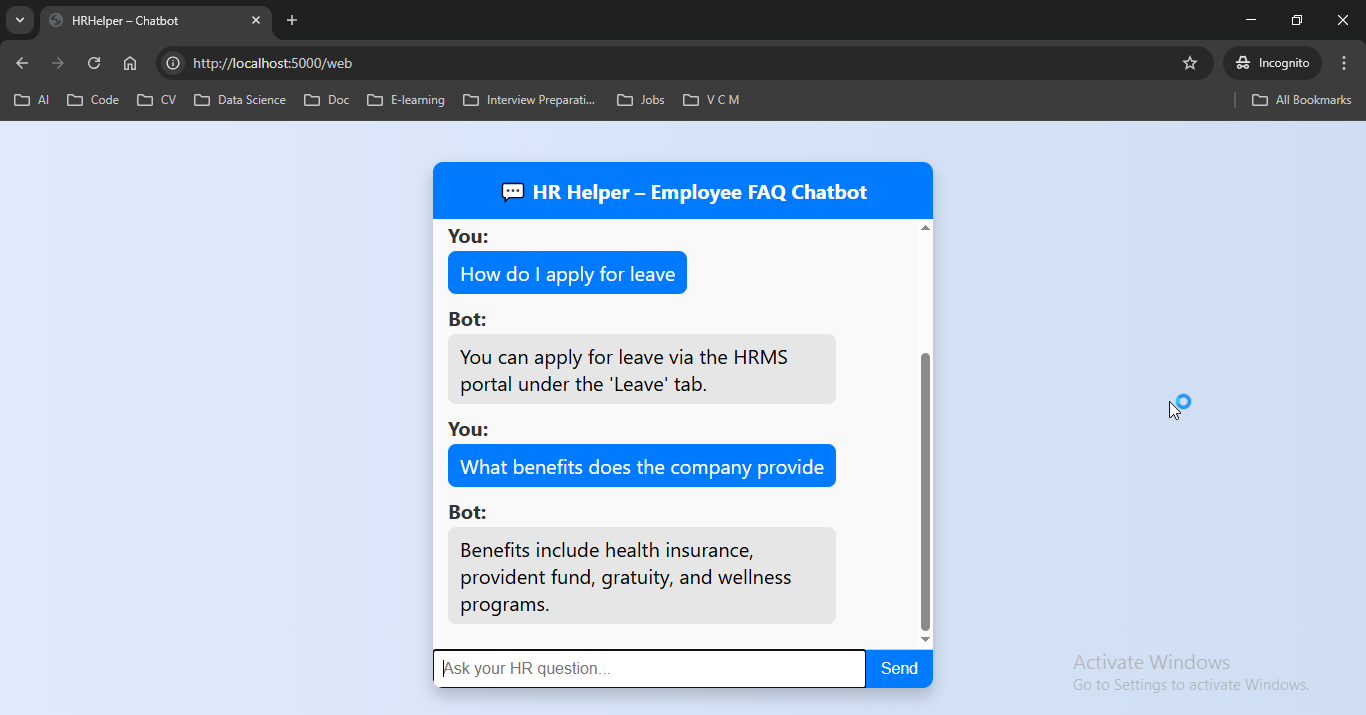 HRHelper – Chatbot
http://localhost:5000/web
Incognito
AI Code CV Data Science Doc E-learning Interview Preparati... Jobs V C M All Bookmarks
💬 HR Helper – Employee FAQ Chatbot
You:
How do I apply for leave
Bot:
You can apply for leave via the HRMS
portal under the 'Leave' tab.
You:
What benefits does the company provide
Bot:
Benefits include health insurance,
provident fund, gratuity, and wellness
programs.
Ask your HR question...
Send
Activate Windows
Go to Settings to activate Windows.